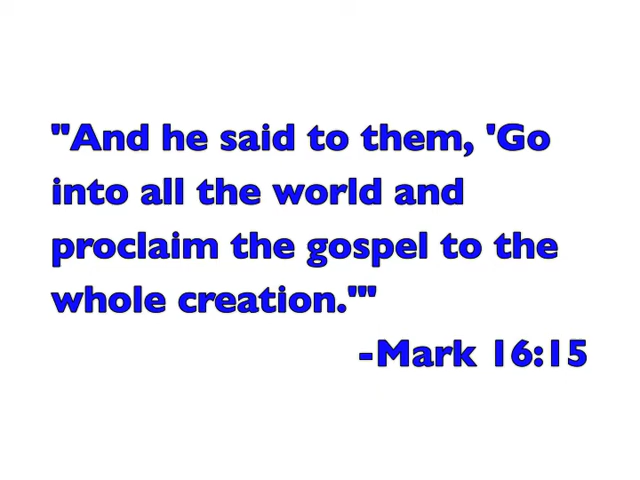 "And he said to them, 'Go
into all the world and
proclaim the gospel to the
whole creation.'"
-Mark 16:15